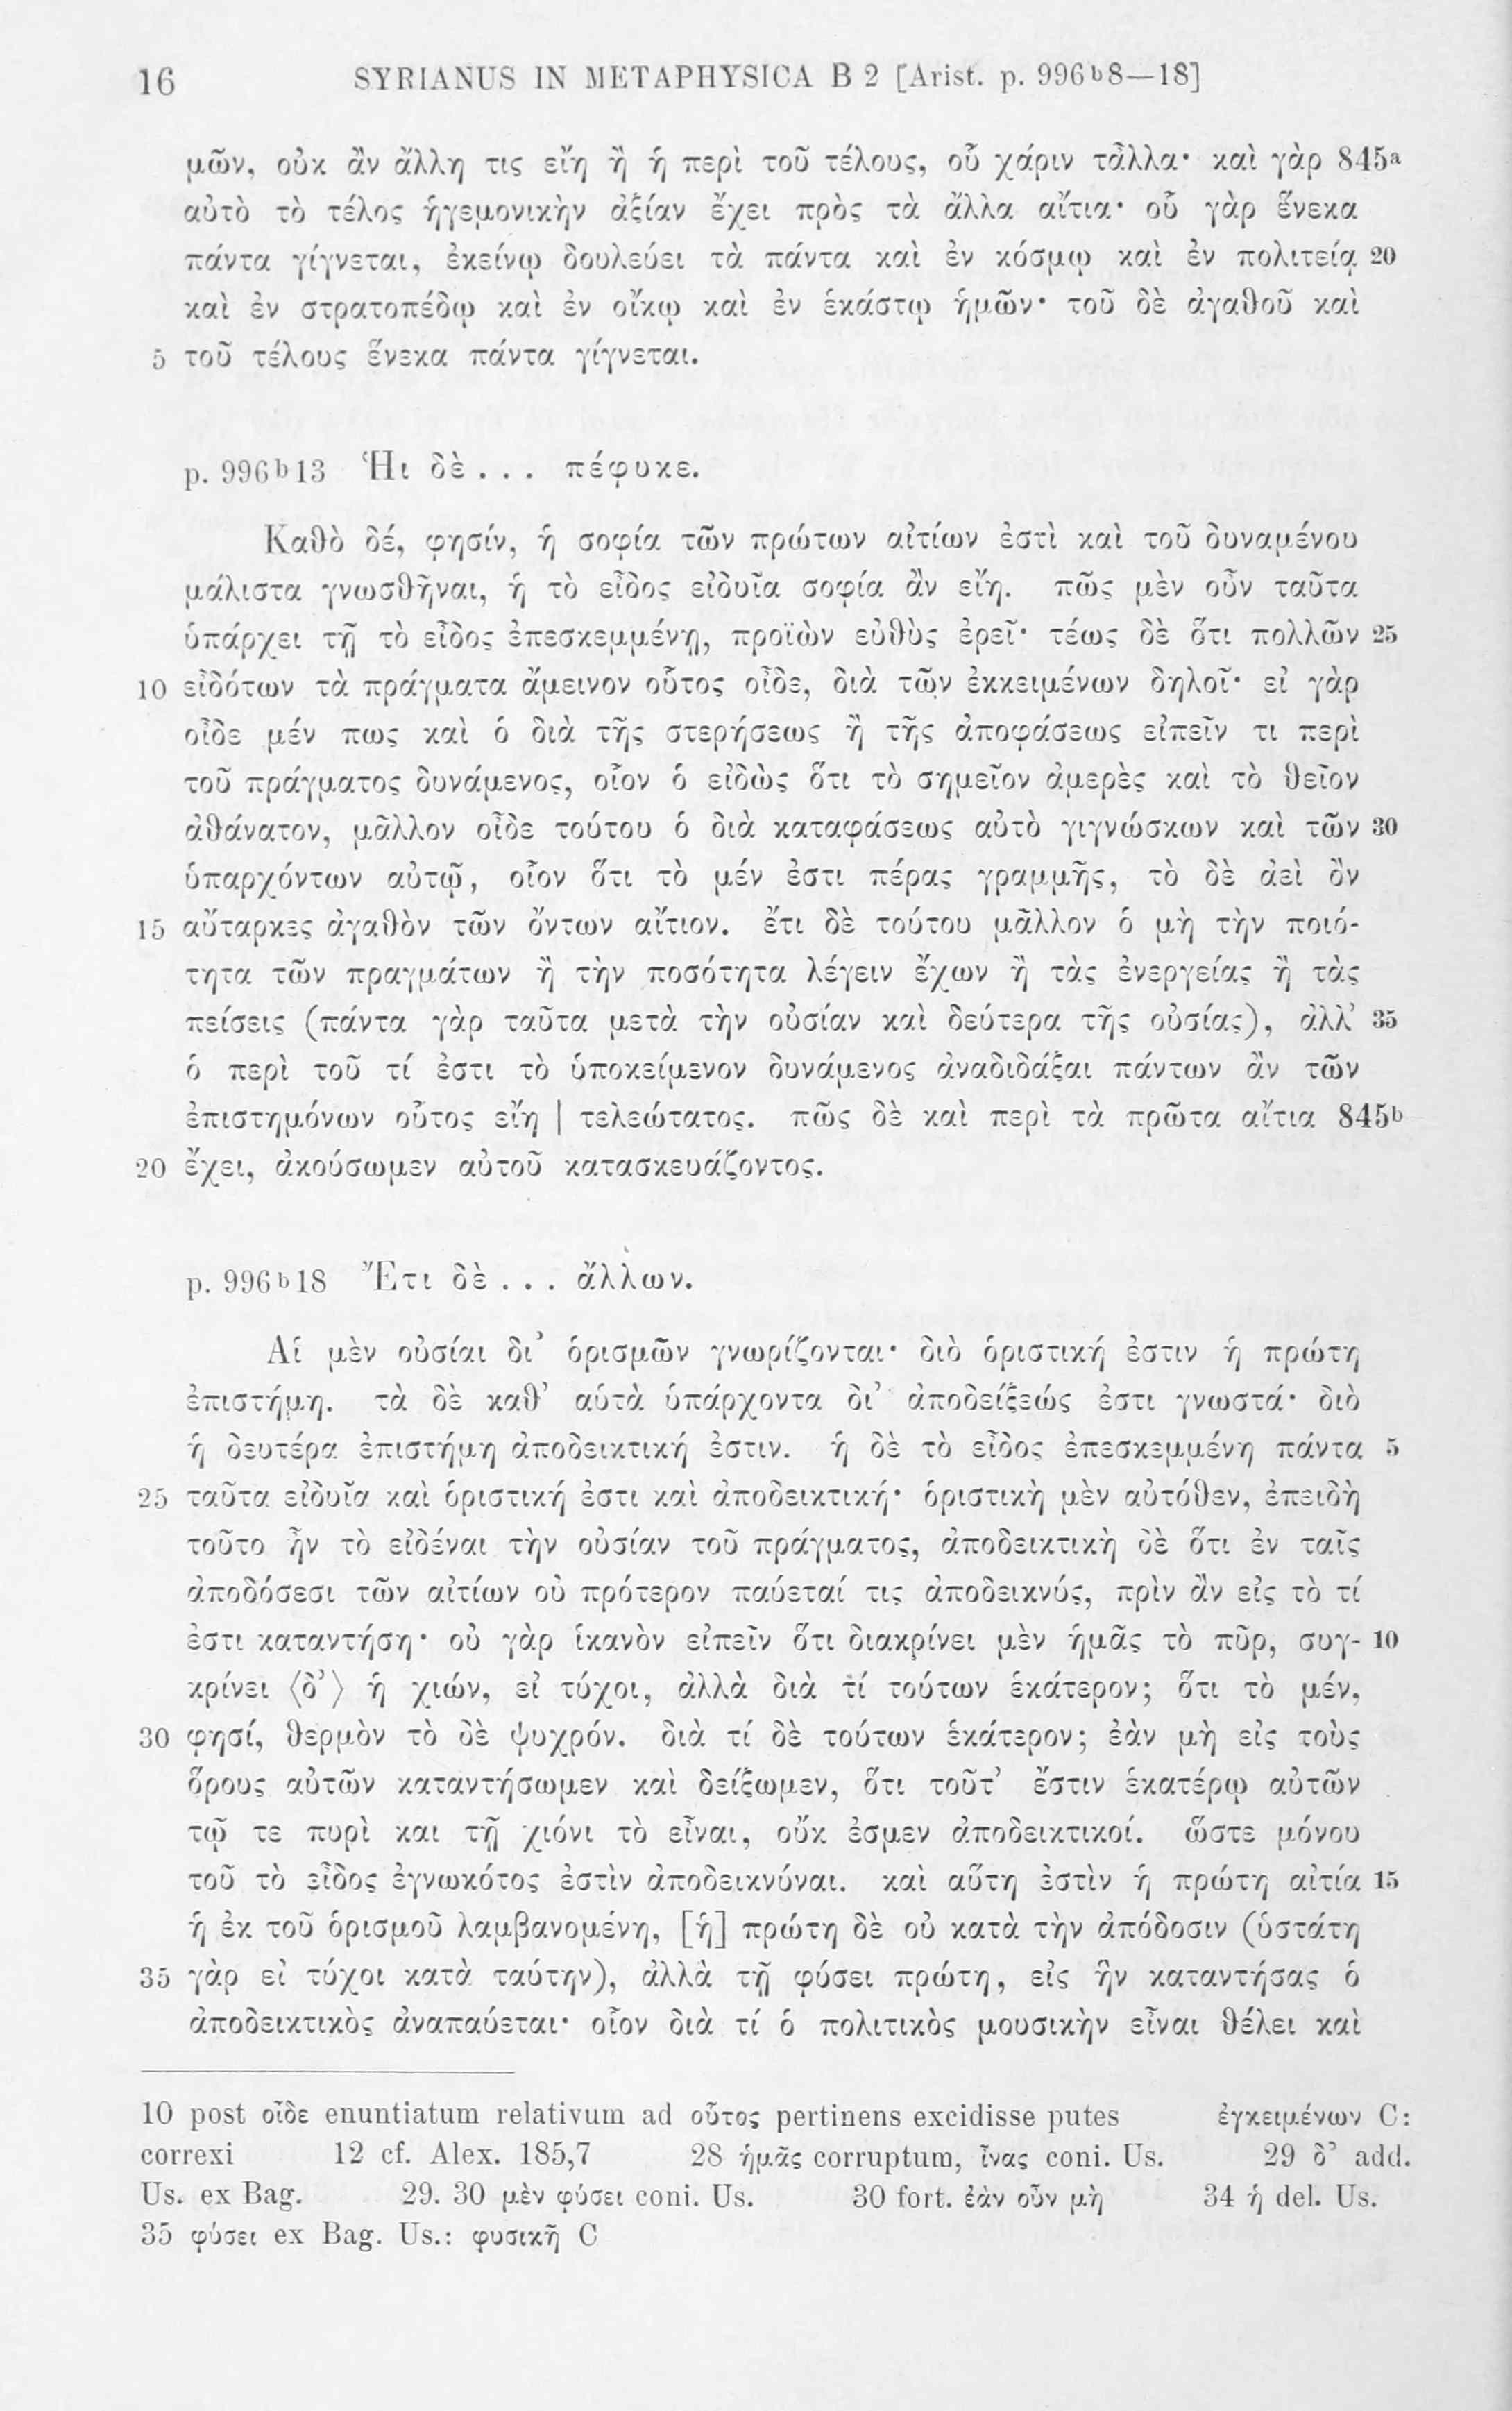 16 SYRIANUS IN METAPHYSICA B 2 [Arist. p. 996b8—18]
μῶν, οὐκ ἂν ἄλλη τις εἴη ἢ ἡ περὶ τοῦ τέλους, οὗ χάριν τἆλλα· καὶ γὰρ 845a
αὐτὸ τὸ τέλος ἡγεμονικὴν ἀξίαν ἔχει πρὸς τὰ ἄλλα αἴτια· οὗ γὰρ ἕνεκα
πάντα γίγνεται, ἐκείνῳ δουλεύει τὰ πάντα καὶ ἐν κόσμῳ καὶ ἐν πολιτείᾳ 20
καὶ ἐν στρατοπέδῳ καὶ ἐν οἴκῳ καὶ ἐν ἑκάστῳ ἡμῶν· τοῦ δὲ ἀγαθοῦ καὶ
5 τοῦ τέλους ἕνεκα πάντα γίγνεται.
p. 996b13 Ἧι δὲ . . . πέφυκε.
Καθὸ δέ, φησίν, ἡ σοφία τῶν πρώτων αἰτίων ἐστὶ καὶ τοῦ δυναμένου
μάλιστα γνωσθῆναι, ἡ τὸ εἶδος εἰδυῖα σοφία ἂν εἴη. πῶς μὲν οὖν ταῦτα
ὑπάρχει τῇ τὸ εἶδος ἐπεσκεμμένῃ, προϊὼν εὐθὺς ἐρεῖ· τέως δὲ ὅτι πολλῶν 25
10 εἰδότων τὰ πράγματα ἄμεινον οὗτος οἶδε, διὰ τῶν ἐκκειμένων δηλοῖ· εἰ γὰρ
οἶδε μέν πως καὶ ὁ διὰ τῆς στερήσεως ἢ τῆς ἀποφάσεως εἰπεῖν τι περὶ
τοῦ πράγματος δυνάμενος, οἷον ὁ εἰδὼς ὅτι τὸ σημεῖον ἀμερὲς καὶ τὸ θεῖον
ἀθάνατον, μᾶλλον οἶδε τούτου ὁ διὰ καταφάσεως αὐτὸ γιγνώσκων καὶ τῶν 30
ὑπαρχόντων αὐτῷ, οἷον ὅτι τὸ μέν ἐστι πέρας γραμμῆς, τὸ δὲ ἀεὶ ὂν
15 αὔταρκες ἀγαθὸν τῶν ὄντων αἴτιον. ἔτι δὲ τούτου μᾶλλον ὁ μὴ τὴν ποιό-
τητα τῶν πραγμάτων ἢ τὴν ποσότητα λέγειν ἔχων ἢ τὰς ἐνεργείας ἢ τὰς
πείσεις (πάντα γὰρ ταῦτα μετὰ τὴν οὐσίαν καὶ δεύτερα τῆς οὐσίας), ἀλλ’ 35
ὁ περὶ τοῦ τί ἐστι τὸ ὑποκείμενον δυνάμενος ἀναδιδάξαι πάντων ἂν τῶν
ἐπιστημόνων οὗτος εἴη | τελεώτατος. πῶς δὲ καὶ περὶ τὰ πρῶτα αἴτια 845b
20 ἔχει, ἀκούσωμεν αὐτοῦ κατασκευάζοντος.
p. 996b18 Ἔτι δὲ . . . ἄλλων.
Αἱ μὲν οὐσίαι δι’ ὁρισμῶν γνωρίζονται· διὸ ὁριστική ἐστιν ἡ πρώτη
ἐπιστήμη. τὰ δὲ καθ’ αὑτὰ ὑπάρχοντα δι’ ἀποδείξεώς ἐστι γνωστά· διὸ
ἡ δευτέρα ἐπιστήμη ἀποδεικτική ἐστιν. ἡ δὲ τὸ εἶδος ἐπεσκεμμένη πάντα 5
25 ταῦτα εἰδυῖα καὶ ὁριστική ἐστι καὶ ἀποδεικτική· ὁριστικὴ μὲν αὐτόθεν, ἐπειδὴ
τοῦτο ἦν τὸ εἰδέναι τὴν οὐσίαν τοῦ πράγματος, ἀποδεικτικὴ δὲ ὅτι ἐν ταῖς
ἀποδόσεσι τῶν αἰτίων οὐ πρότερον παύεταί τις ἀποδεικνύς, πρὶν ἂν εἰς τὸ τί
ἐστι καταντήσῃ· οὐ γὰρ ἱκανὸν εἰπεῖν ὅτι διακρίνει μὲν ἡμᾶς τὸ πῦρ, συγ- 10
κρίνει ⟨δ’⟩ ἡ χιών, εἰ τύχοι, ἀλλὰ διὰ τί τούτων ἑκάτερον; ὅτι τὸ μέν,
30 φησί, θερμὸν τὸ δὲ ψυχρόν. διὰ τί δὲ τούτων ἑκάτερον; ἐὰν μὴ εἰς τοὺς
ὅρους αὐτῶν καταντήσωμεν καὶ δείξωμεν, ὅτι τοῦτ’ ἔστιν ἑκατέρῳ αὐτῶν
τῷ τε πυρὶ και τῇ χιόνι τὸ εἶναι, οὔκ ἐσμεν ἀποδεικτικοί. ὥστε μόνου
τοῦ τὸ εἶδος ἐγνωκότος ἐστὶν ἀποδεικνύναι. καὶ αὕτη ἐστὶν ἡ πρώτη αἰτία 15
ἡ ἐκ τοῦ ὁρισμοῦ λαμβανομένη, [ἡ] πρώτη δὲ οὐ κατὰ τὴν ἀπόδοσιν (ὑστάτη
35 γὰρ εἰ τύχοι κατὰ ταύτην), ἀλλὰ τῇ φύσει πρώτη, εἰς ἣν καταντήσας ὁ
ἀποδεικτικὸς ἀναπαύεται· οἷον διὰ τί ὁ πολιτικὸς μουσικὴν εἶναι θέλει καὶ
10 post οἶδε enuntiatum relativum ad οὗτος pertinens excidisse putes ἐγκειμένων C:
correxi 12 cf. Alex. 185,7 28 ἡμᾶς corruptum, ἶνας coni. Us. 29 δ’ add.
Us. ex Bag. 29. 30 μὲν φύσει coni. Us. 30 fort. ἐὰν οὖν μὴ 34 ἡ del. Us.
35 φύσει ex Bag. Us.: φυσικῇ C